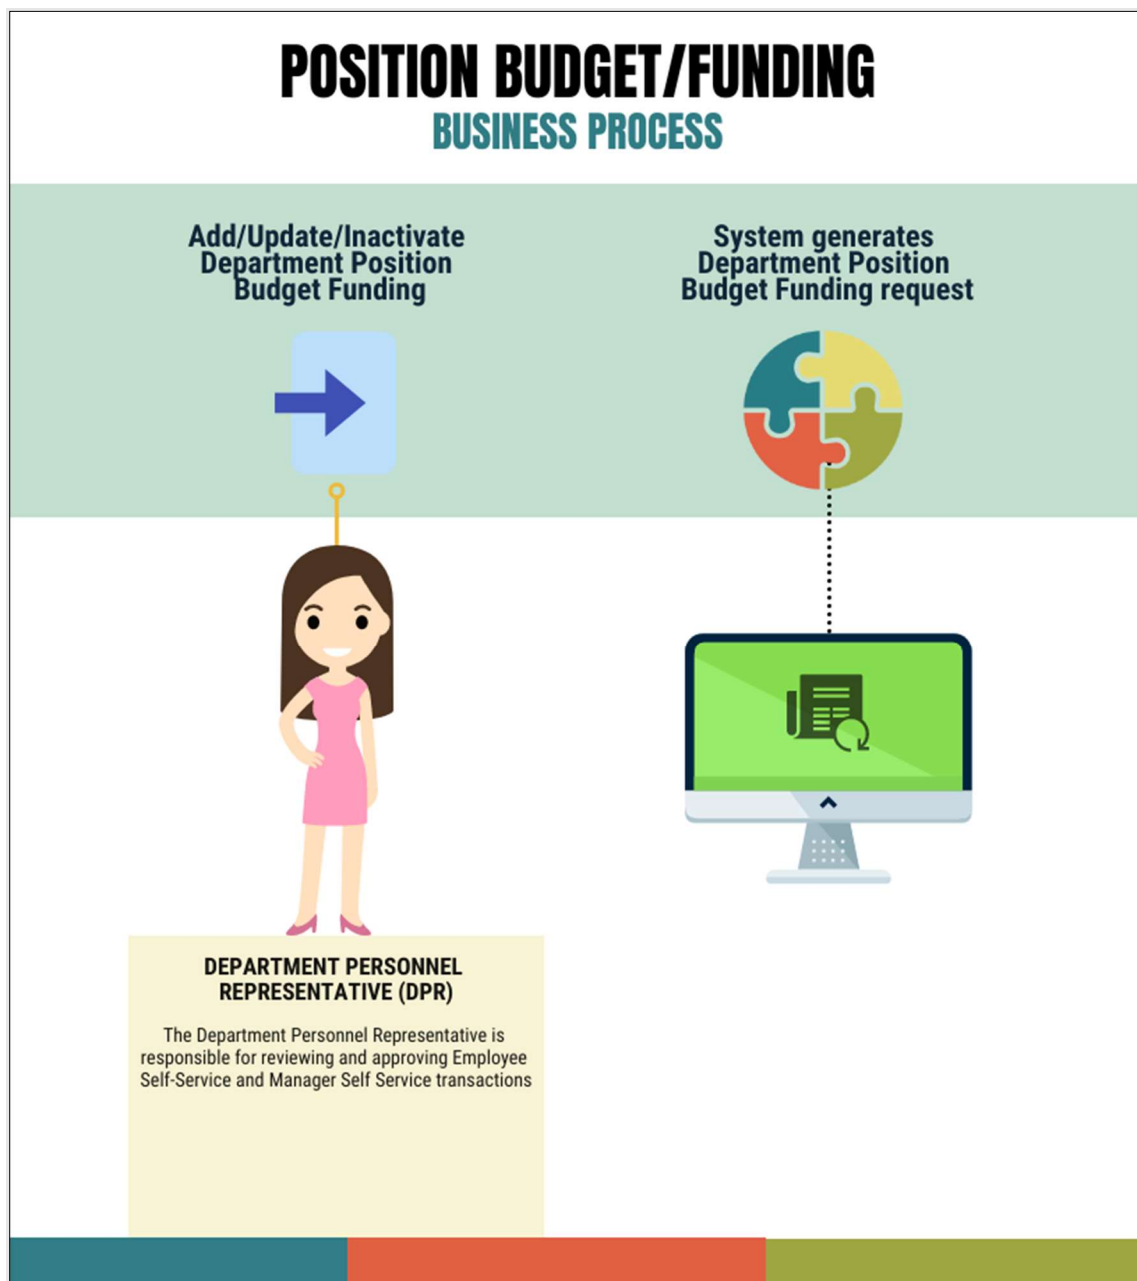 POSITION BUDGET/FUNDING
BUSINESS PROCESS
Add/Update/Inactivate
Department Position
Budget Funding
System generates
Department Position
Budget Funding request
DEPARTMENT PERSONNEL
REPRESENTATIVE (DPR)
The Department Personnel Representative is
responsible for reviewing and approving Employee
Self-Service and Manager Self Service transactions